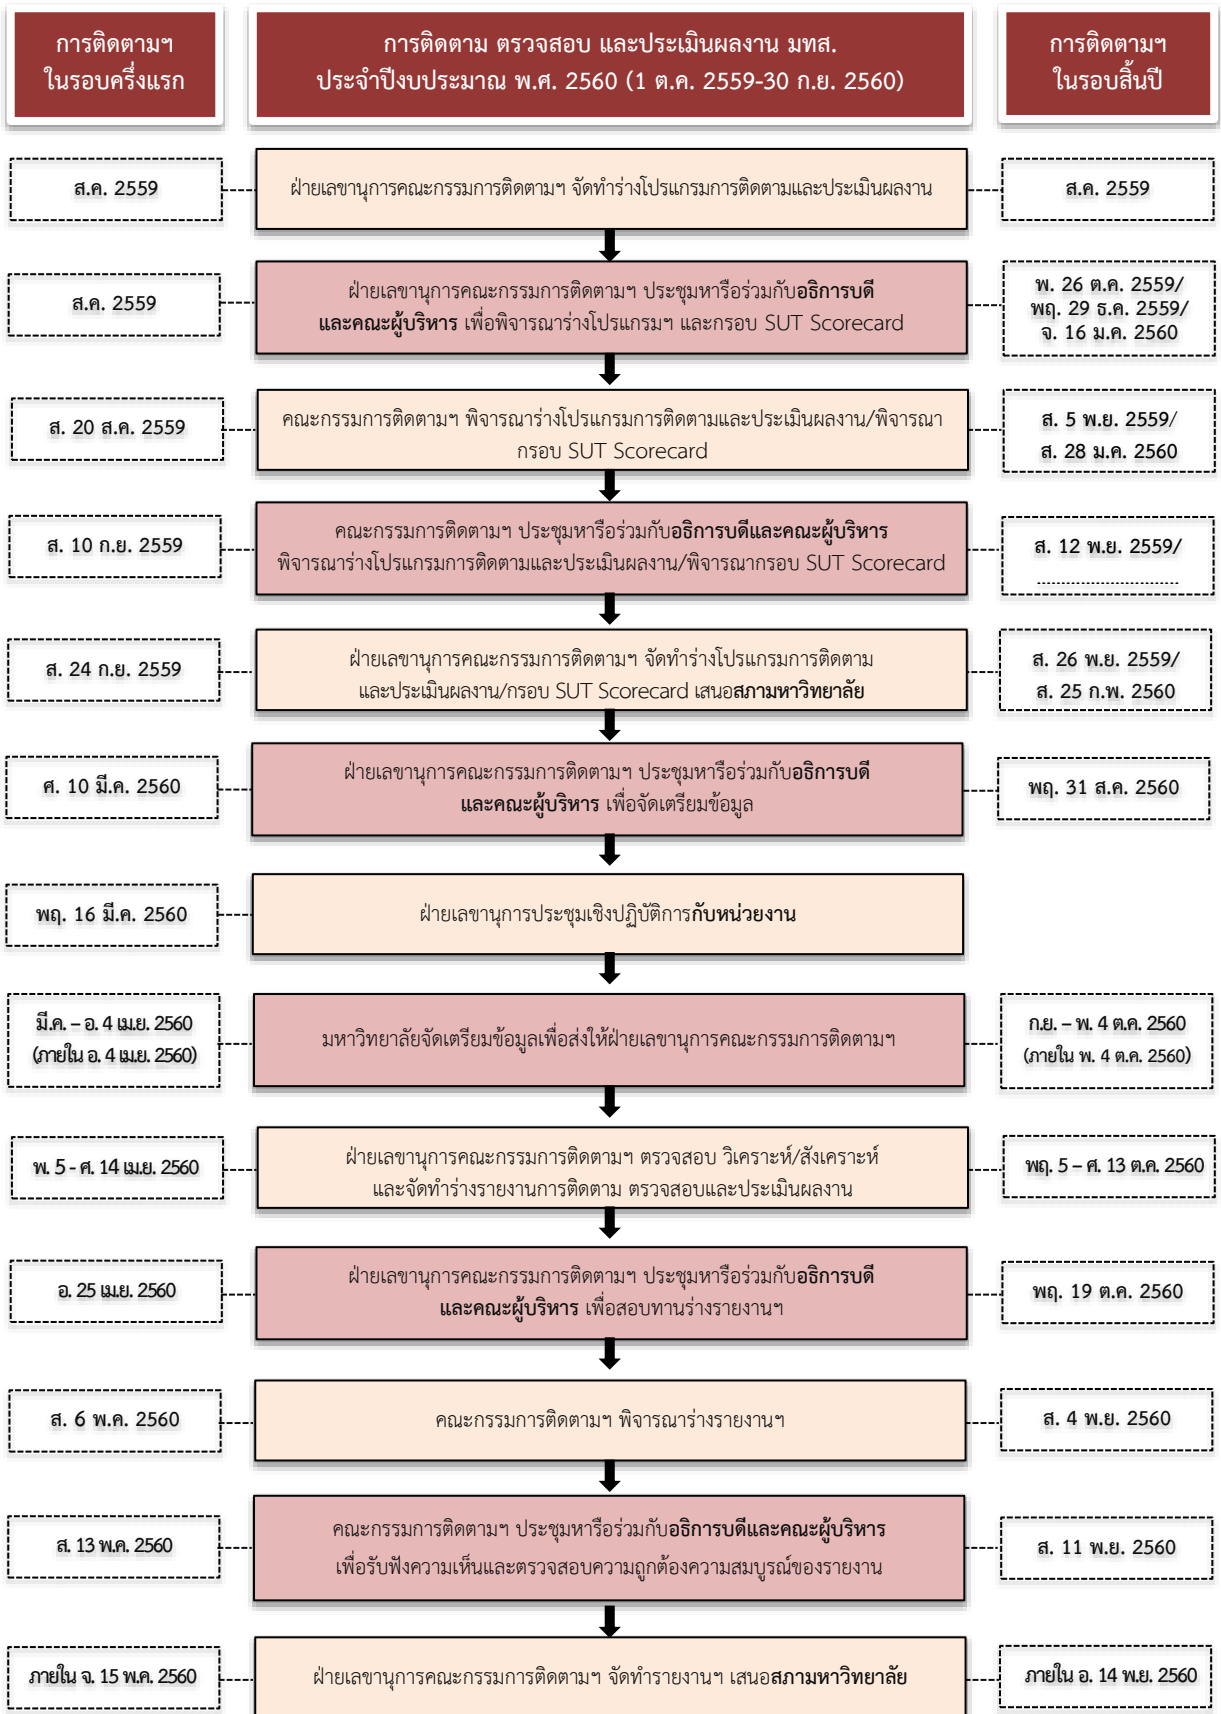 การติดตามฯ
ในรอบครึ่งแรก
การติดตาม ตรวจสอบ และประเมินผลงาน มทส.
ประจำปีงบประมาณ พ.ศ. 2560 (1 ต.ค. 2559-30 ก.ย. 2560)
การติดตามฯ
ในรอบสิ้นปี
ส.ค. 2559
ฝ่ายเลขานุการคณะกรรมการติดตามฯ จัดทำร่างโปรแกรมการติดตามและประเมินผลงาน
ส.ค. 2559
ส.ค. 2559
ฝ่ายเลขานุการคณะกรรมการติดตามฯ ประชุมหารือร่วมกับอธิการบดี
และคณะผู้บริหาร เพื่อพิจารณาร่างโปรแกรมฯ และกรอบ SUT Scorecard
พ. 26 ต.ค. 2559/
พฤ. 29 ธ.ค. 2559/
จ. 16 ม.ค. 2560
ส. 20 ส.ค. 2559
คณะกรรมการติดตามฯ พิจารณาร่างโปรแกรมการติดตามและประเมินผลงาน/พิจารณา
กรอบ SUT Scorecard
ส. 5 พ.ย. 2559/
ส. 28 ม.ค. 2560
ส. 10 ก.ย. 2559
คณะกรรมการติดตามฯ ประชุมหารือร่วมกับอธิการบดีและคณะผู้บริหาร
พิจารณาร่างโปรแกรมการติดตามและประเมินผลงาน/พิจารณากรอบ SUT Scorecard
ส. 12 พ.ย. 2559/
............................
ส. 24 ก.ย. 2559
ฝ่ายเลขานุการคณะกรรมการติดตามฯ จัดทำร่างโปรแกรมการติดตาม
และประเมินผลงาน/กรอบ SUT Scorecard เสนอสภามหาวิทยาลัย
ส. 26 พ.ย. 2559/
ส. 25 ก.พ. 2560
ศ. 10 มี.ค. 2560
ฝ่ายเลขานุการคณะกรรมการติดตามฯ ประชุมหารือร่วมกับอธิการบดี
และคณะผู้บริหาร เพื่อจัดเตรียมข้อมูล
พฤ. 31 ส.ค. 2560
พฤ. 16 มี.ค. 2560
ฝ่ายเลขานุการประชุมเชิงปฏิบัติการกับหน่วยงาน
มี.ค. – อ. 4 เม.ย. 2560
(ภายใน อ. 4 เม.ย. 2560)
มหาวิทยาลัยจัดเตรียมข้อมูลเพื่อส่งให้ฝ่ายเลขานุการคณะกรรมการติดตามฯ
ก.ย. – พ. 4 ต.ค. 2560
(ภายใน พ. 4 ต.ค. 2560)
พ. 5 - ศ. 14 เม.ย. 2560
ฝ่ายเลขานุการคณะกรรมการติดตามฯ ตรวจสอบ วิเคราะห์/สังเคราะห์
และจัดทำร่างรายงานการติดตาม ตรวจสอบและประเมินผลงาน
พฤ. 5 – ศ. 13 ต.ค. 2560
อ. 25 เม.ย. 2560
ฝ่ายเลขานุการคณะกรรมการติดตามฯ ประชุมหารือร่วมกับอธิการบดี
และคณะผู้บริหาร เพื่อสอบทานร่างรายงานฯ
พฤ. 19 ต.ค. 2560
ส. 6 พ.ค. 2560
คณะกรรมการติดตามฯ พิจารณาร่างรายงานฯ
ส. 4 พ.ย. 2560
ส. 13 พ.ค. 2560
คณะกรรมการติดตามฯ ประชุมหารือร่วมกับอธิการบดีและคณะผู้บริหาร
เพื่อรับฟังความเห็นและตรวจสอบความถูกต้องความสมบูรณ์ของรายงาน
ส. 11 พ.ย. 2560
ภายใน จ. 15 พ.ค. 2560
ฝ่ายเลขานุการคณะกรรมการติดตามฯ จัดทำรายงานฯ เสนอสภามหาวิทยาลัย
ภายใน อ. 14 พ.ย. 2560